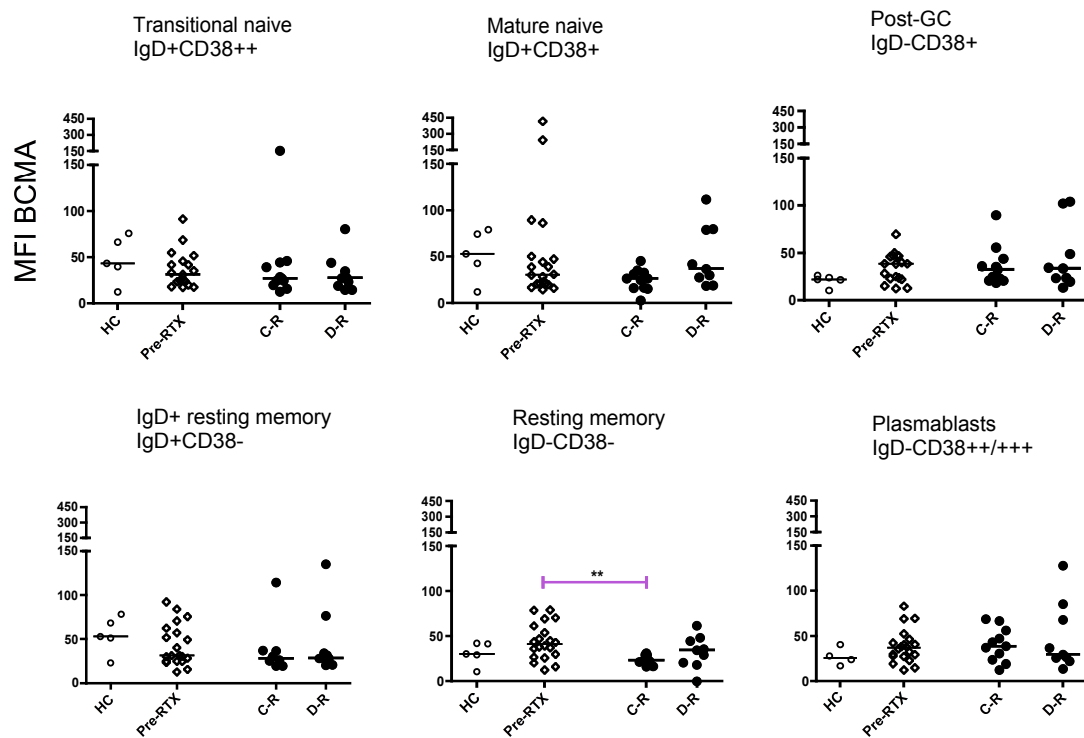 Transitional naive
IgD+CD38++
Mature naive
IgD+CD38+
Post-GC
IgD-CD38+
MFI BCMA
450
300
150
150
100
50
0
HC
Pre-RTX
C-R
D-R
450
300
150
150
100
50
0
HC
Pre-RTX
C-R
D-R
450
300
150
150
100
50
0
HC
Pre-RTX
C-R
D-R
IgD+ resting memory
IgD+CD38-
Resting memory
IgD-CD38-
Plasmablasts
IgD-CD38++/+++
450
300
150
150
100
50
0
HC
Pre-RTX
C-R
D-R
450
300
150
150
100
50
0
**
HC
Pre-RTX
C-R
D-R
450
300
150
150
100
50
0
HC
Pre-RTX
C-R
D-R